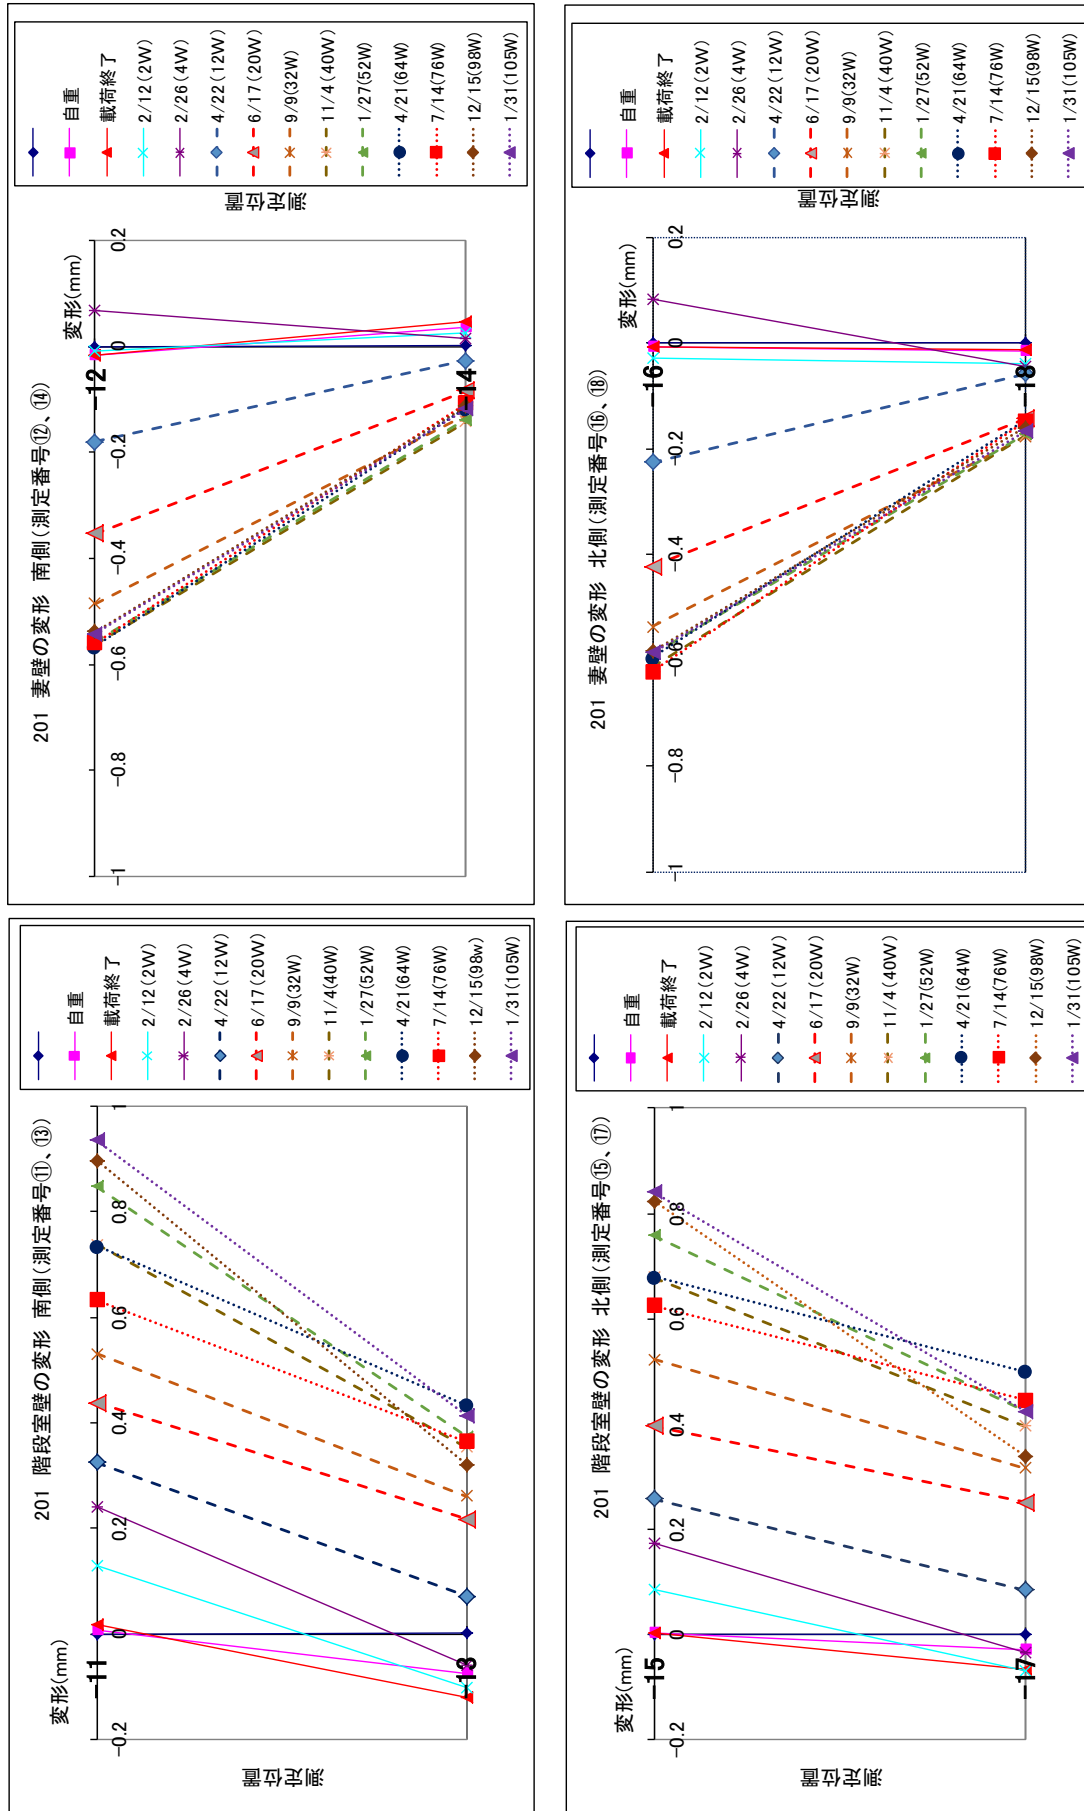 201 階段室壁の変形 南側(測定番号⑪、⑬)
変形(mm)
-0.2
0
0.2
0.4
0.6
0.8
1
-11
-13
測定位置
自重
載荷終了
2/12(2W)
2/26(4W)
4/22(12W)
6/17(20W)
9/9(32W)
11/4(40W)
1/27(52W)
4/21(64W)
7/14(76W)
12/15(98w)
1/31(105W)
201 階段室壁の変形 北側(測定番号⑮、⑰)
変形(mm)
-0.2
0
0.2
0.4
0.6
0.8
1
-15
-17
測定位置
自重
載荷終了
2/12(2W)
2/26(4W)
4/22(12W)
6/17(20W)
9/9(32W)
11/4(40W)
1/27(52W)
4/21(64W)
7/14(76W)
12/15(98W)
1/31(105W)
201 妻壁の変形 南側(測定番号⑫、⑭)
変形(mm)
-1
-0.8
-0.6
-0.4
-0.2
0
0.2
-12
-14
測定位置
自重
載荷終了
2/12(2W)
2/26(4W)
4/22(12W)
6/17(20W)
9/9(32W)
11/4(40W)
1/27(52W)
4/21(64W)
7/14(76W)
12/15(98W)
1/31(105W)
201 妻壁の変形 北側(測定番号⑯、⑱)
変形(mm)
-1
-0.8
-0.6
-0.4
-0.2
0
0.2
-16
-18
測定位置
自重
載荷終了
2/12(2W)
2/26(4W)
4/22(12W)
6/17(20W)
9/9(32W)
11/4(40W)
1/27(52W)
4/21(64W)
7/14(76W)
12/15(98W)
1/31(105W)